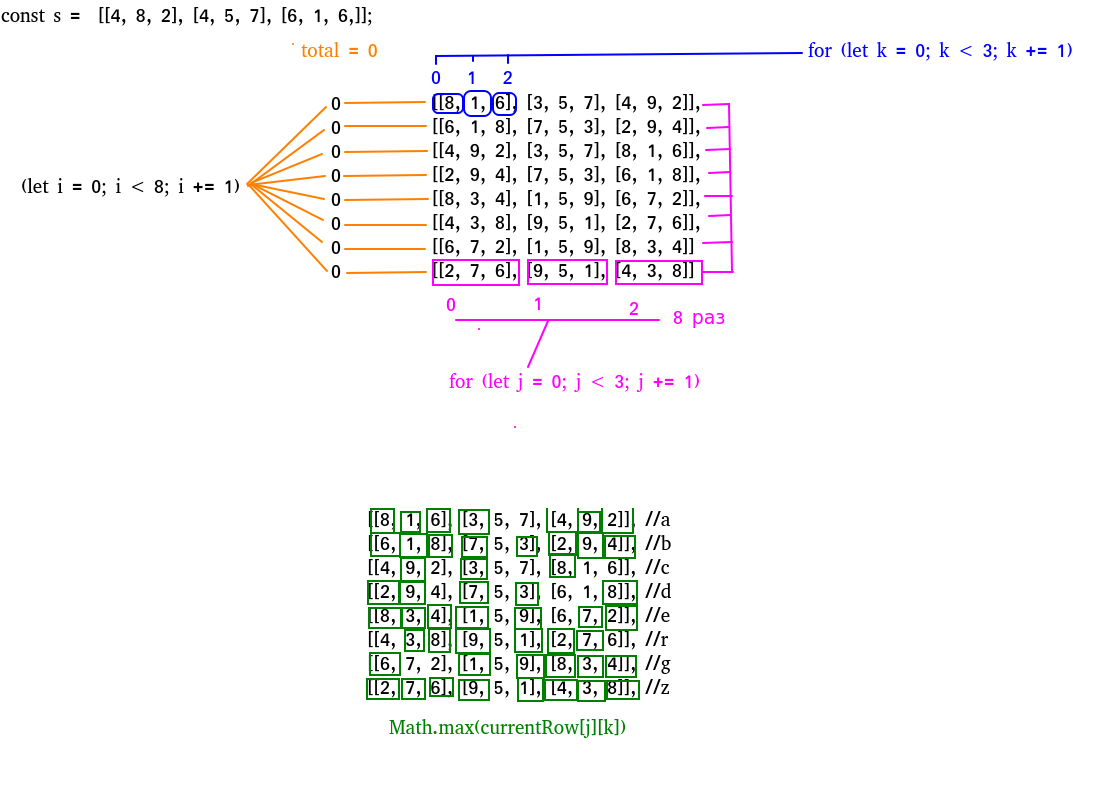 const s = [[4, 8, 2], [4, 5, 7], [6, 1, 6,]];
total = 0
for (let k = 0; k < 3; k += 1)
0 1 2
0 [[8, 1, 6], [3, 5, 7], [4, 9, 2]],
0 [[6, 1, 8], [7, 5, 3], [2, 9, 4]],
0 [[4, 9, 2], [3, 5, 7], [8, 1, 6]],
0 [[2, 9, 4], [7, 5, 3], [6, 1, 8]],
(let i = 0; i < 8; i += 1)
0 [[8, 3, 4], [1, 5, 9], [6, 7, 2]],
0 [[4, 3, 8], [9, 5, 1], [2, 7, 6]],
0 [[6, 7, 2], [1, 5, 9], [8, 3, 4]]
0 [[2, 7, 6], [9, 5, 1], [4, 3, 8]]
0 1 2
8 раз
for (let j = 0; j < 3; j += 1)
[[8, 1, 6], [3, 5, 7], [4, 9, 2]], //a
[[6, 1, 8], [7, 5, 3], [2, 9, 4]], //b
[[4, 9, 2], [3, 5, 7], [8, 1, 6]], //c
[[2, 9, 4], [7, 5, 3], [6, 1, 8]], //d
[[8, 3, 4], [1, 5, 9], [6, 7, 2]], //e
[[4, 3, 8], [9, 5, 1], [2, 7, 6]], //r
[[6, 7, 2], [1, 5, 9], [8, 3, 4]], //g
[[2, 7, 6], [9, 5, 1], [4, 3, 8]], //z
Math.max(currentRow[j][k])